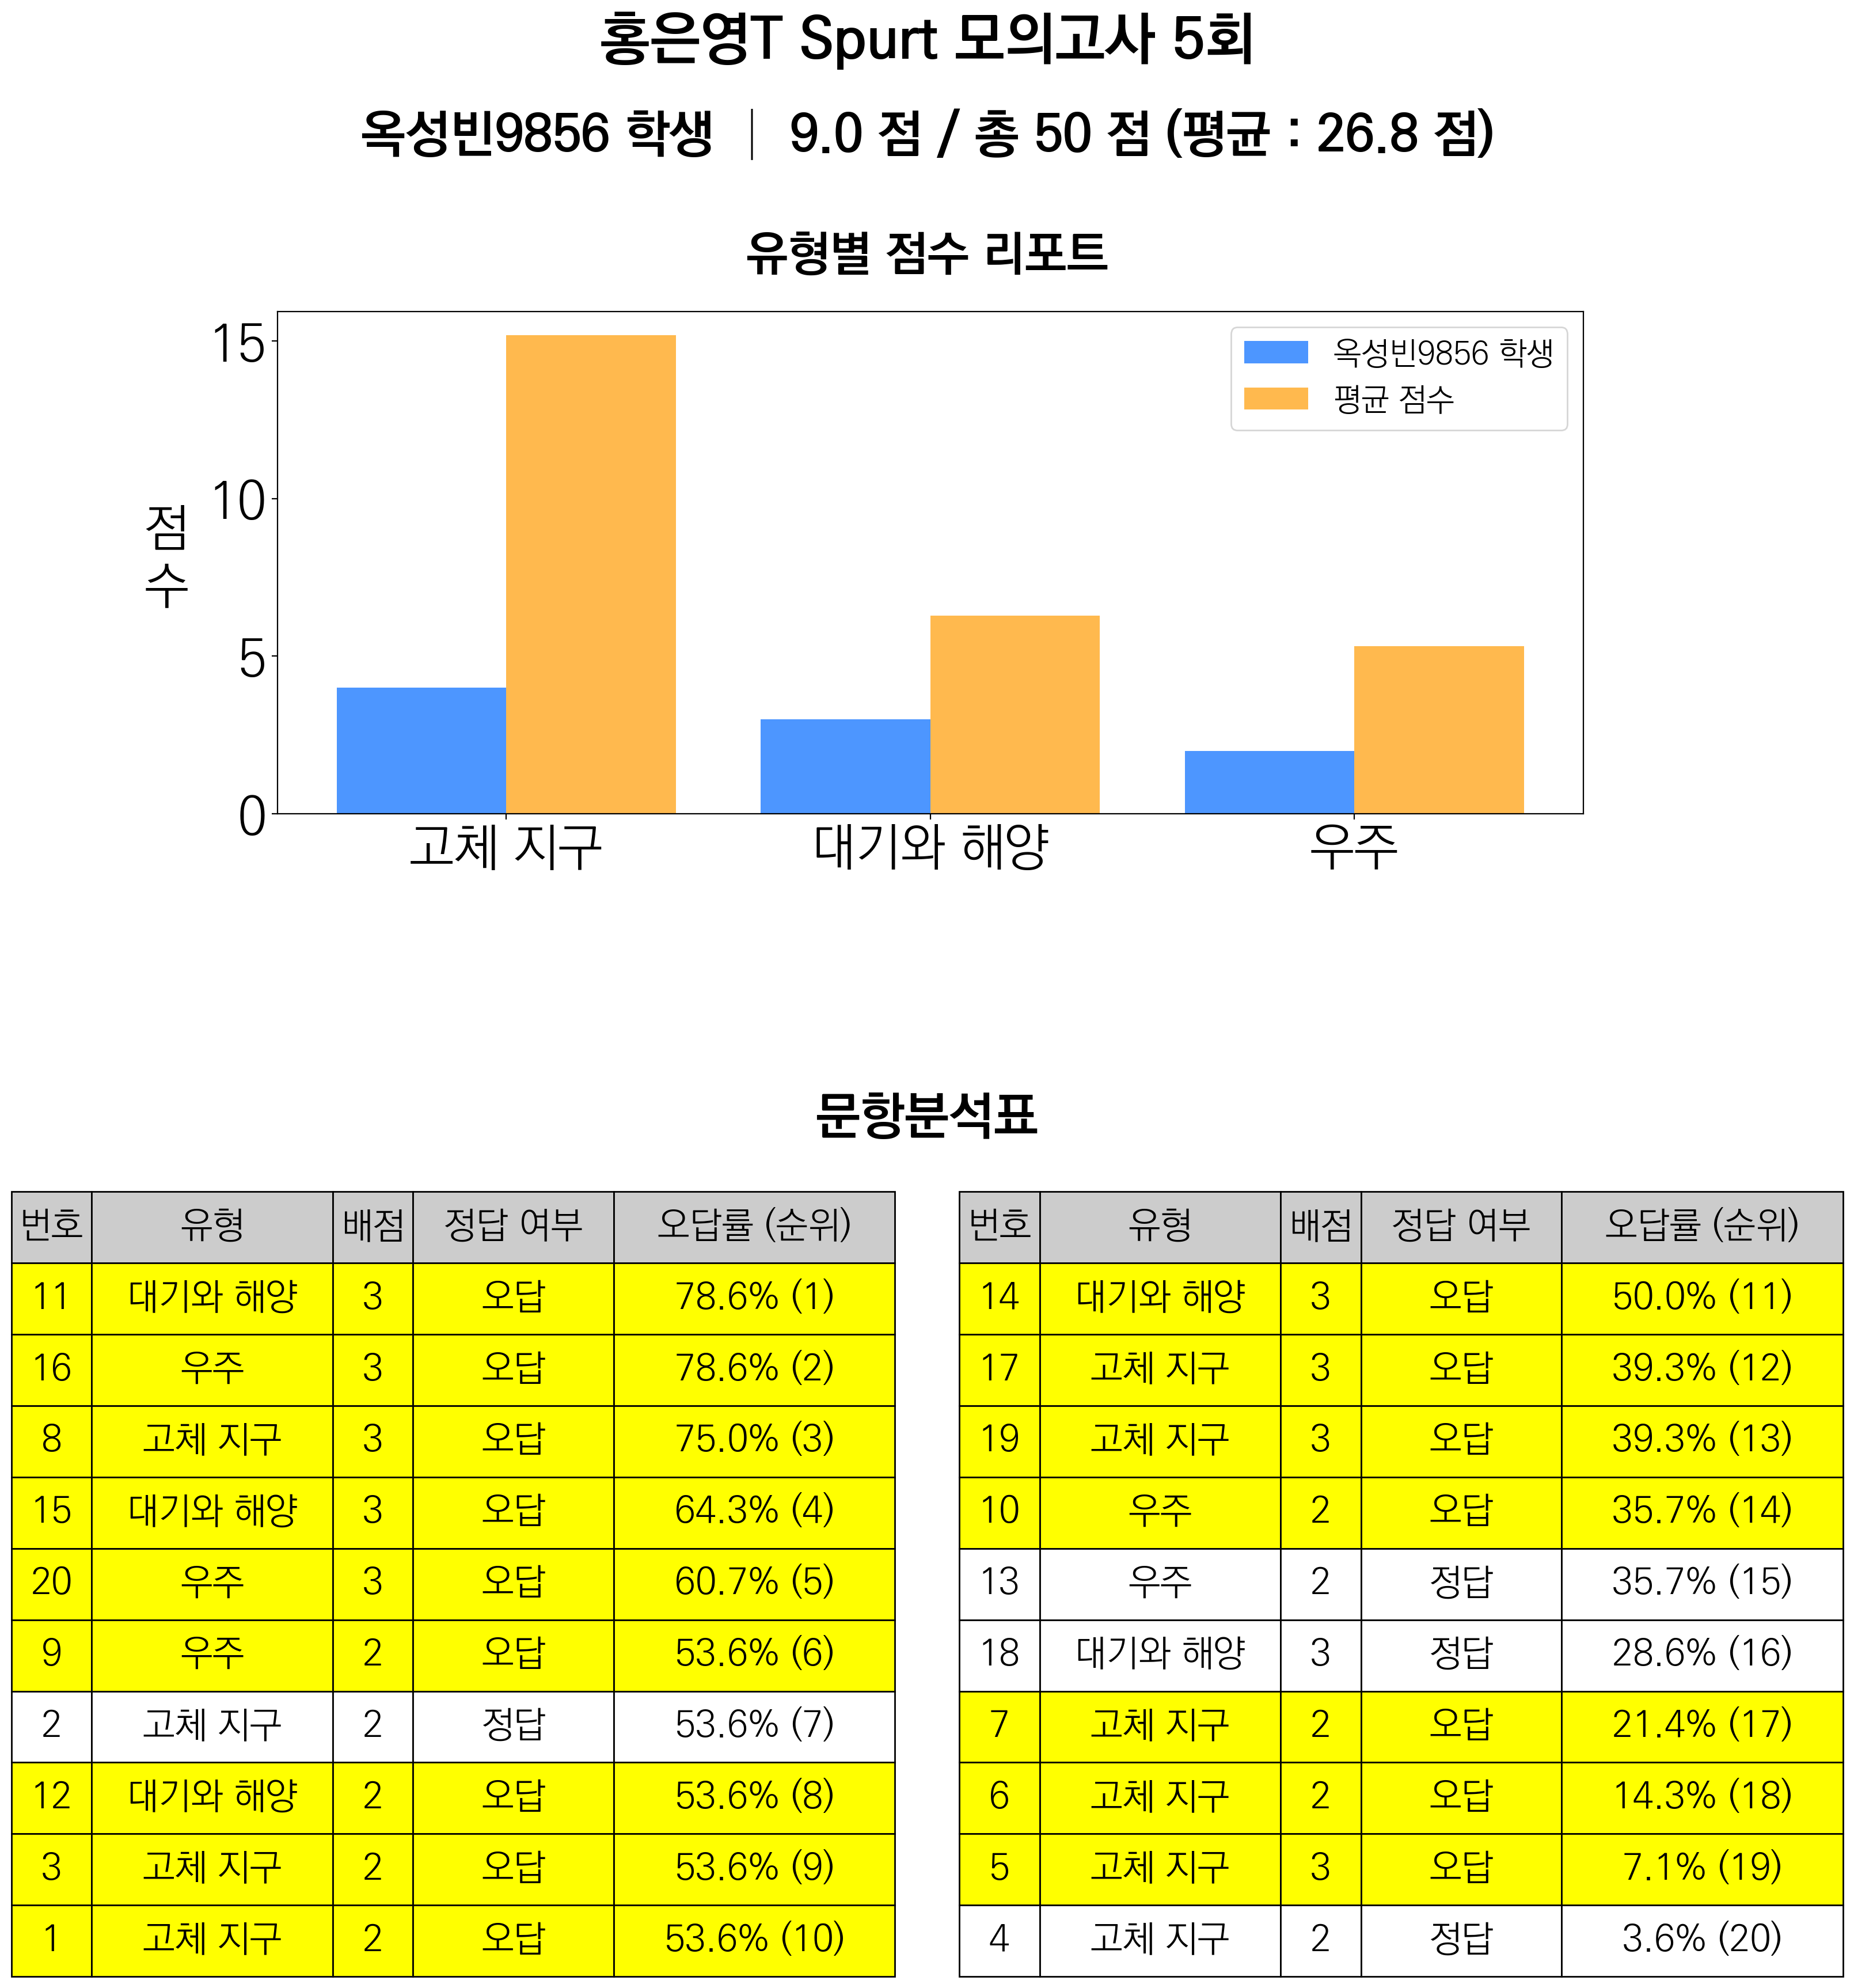 홍은영T Spurt 모의고사 5회
옥성빈9856 학생 | 9.0 점 / 총 50 점 (평균 : 26.8 점)
유형별 점수 리포트
점수
15
10
5
0
옥성빈9856 학생
평균 점수
고체 지구 대기와 해양 우주
문항분석표
번호 유형 배점 정답 여부 오답률 (순위)
11 대기와 해양 3 오답 78.6% (1)
16 우주 3 오답 78.6% (2)
8 고체 지구 3 오답 75.0% (3)
15 대기와 해양 3 오답 64.3% (4)
20 우주 3 오답 60.7% (5)
9 우주 2 오답 53.6% (6)
2 고체 지구 2 정답 53.6% (7)
12 대기와 해양 2 오답 53.6% (8)
3 고체 지구 2 오답 53.6% (9)
1 고체 지구 2 오답 53.6% (10)
번호 유형 배점 정답 여부 오답률 (순위)
14 대기와 해양 3 오답 50.0% (11)
17 고체 지구 3 오답 39.3% (12)
19 고체 지구 3 오답 39.3% (13)
10 우주 2 오답 35.7% (14)
13 우주 2 정답 35.7% (15)
18 대기와 해양 3 정답 28.6% (16)
7 고체 지구 2 오답 21.4% (17)
6 고체 지구 2 오답 14.3% (18)
5 고체 지구 3 오답 7.1% (19)
4 고체 지구 2 정답 3.6% (20)